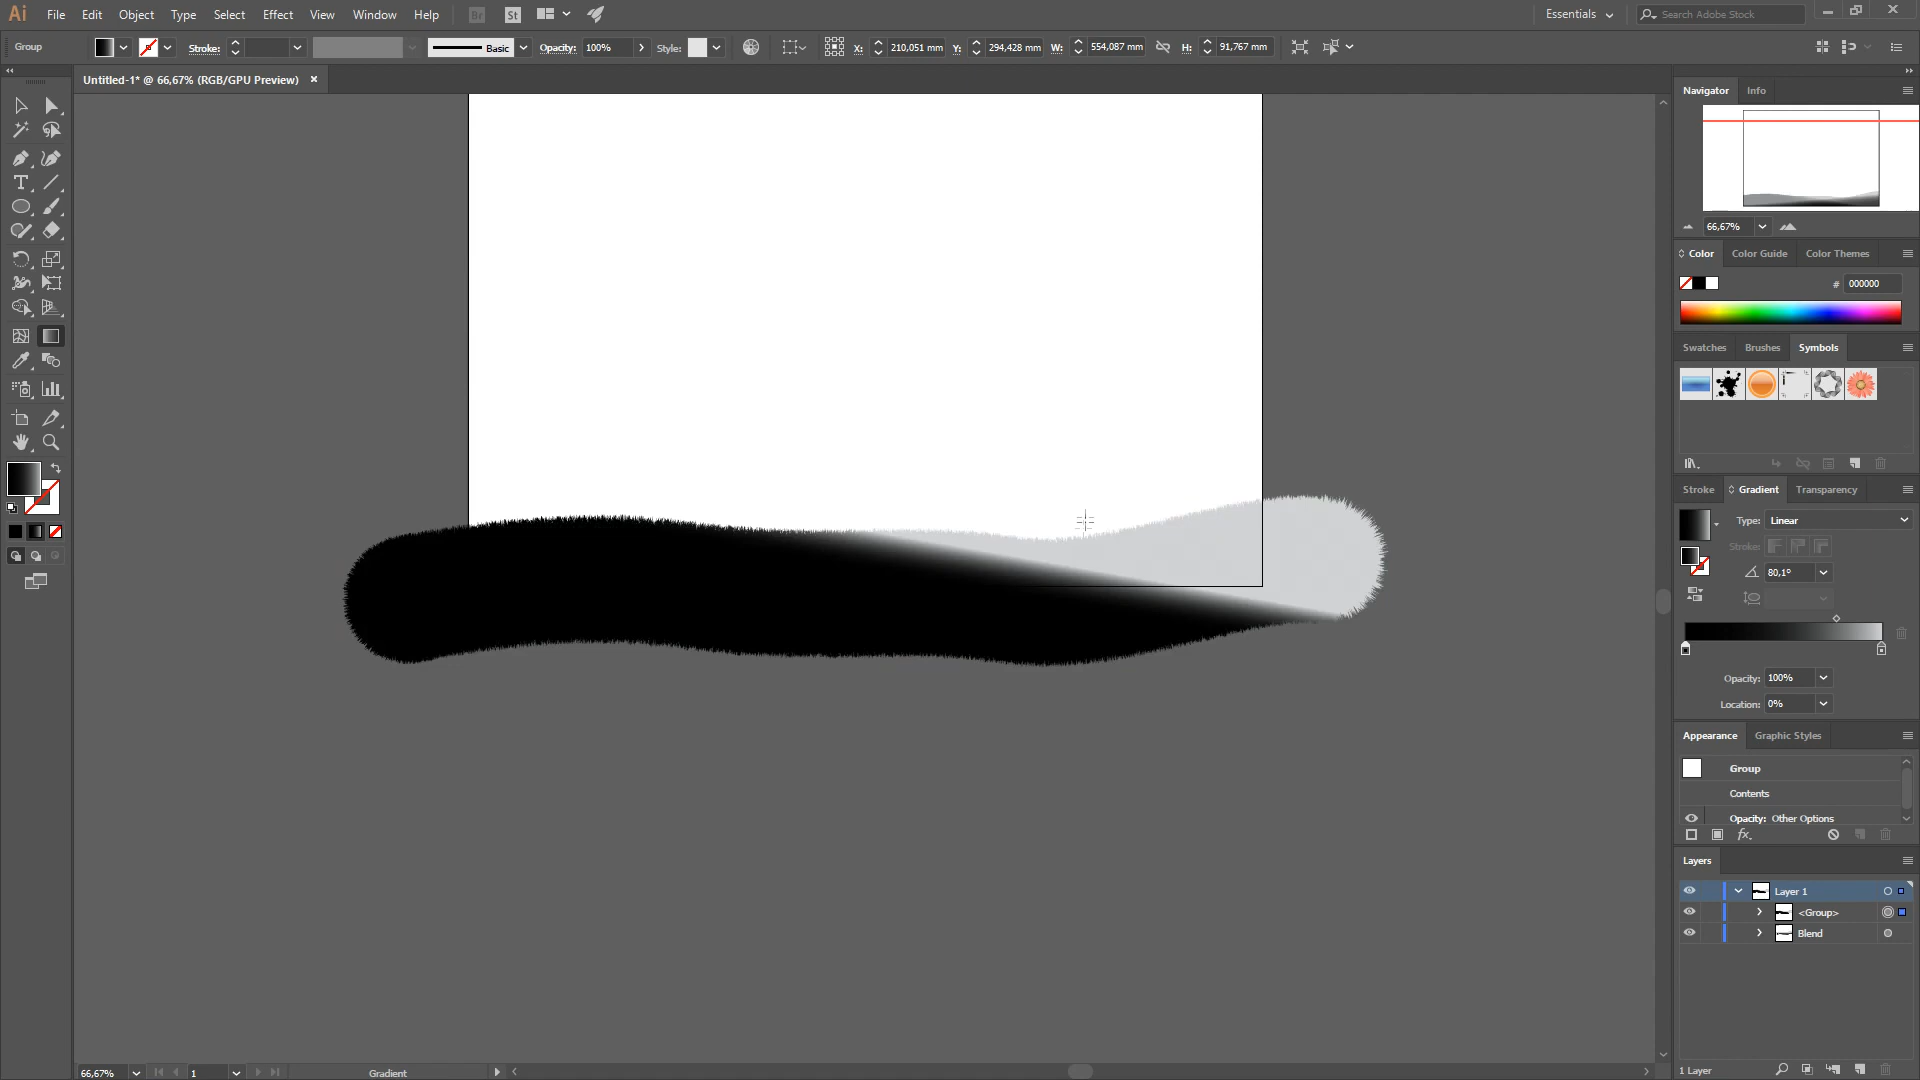 Ai File Edit Object Type Select Effect View Window Help Br St Essentials Search Adobe Stock
Group Stroke: Basic Opacity: 100% Style: X: 210,051 mm Y: 294,428 mm W: 554,087 mm H: 91,767 mm
Untitled-1* @ 66,67% (RGB/GPU Preview)
Navigator Info
66,67%
Color Color Guide Color Themes
# 000000
Swatches Brushes Symbols
Stroke Gradient Transparency
Type: Linear
Stroke:
80,1°
Opacity: 100%
Location: 0%
Appearance Graphic Styles
Group
Contents
Opacity: Other Options
fx.
Layers
Layer 1
<Group>
Blend
1 Layer
66,67% 1 Gradient